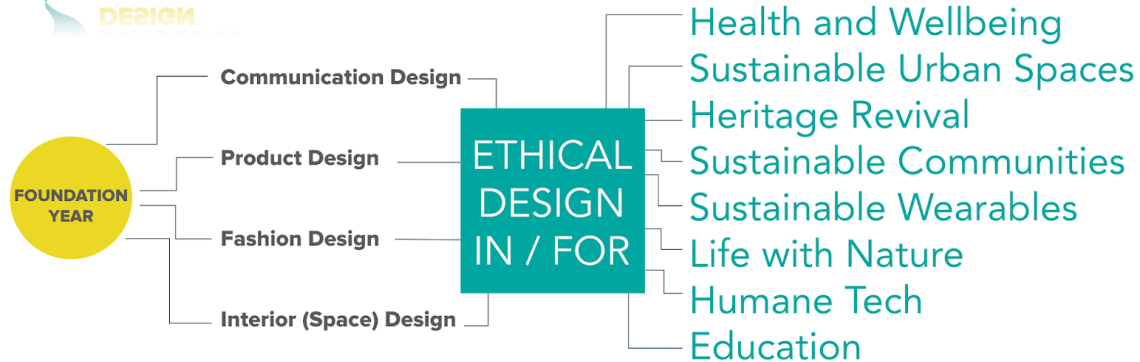 DESIGN
Health and Wellbeing
Communication Design
Sustainable Urban Spaces
Heritage Revival
Product Design
ETHICAL
DESIGN
IN / FOR
Sustainable Communities
FOUNDATION
YEAR
Sustainable Wearables
Fashion Design
Life with Nature
Humane Tech
Interior (Space) Design
Education